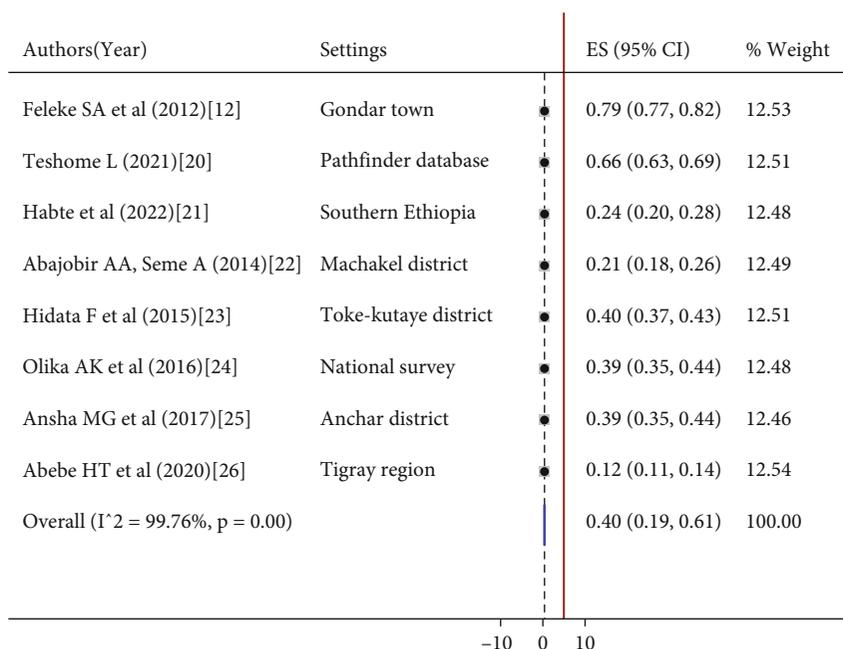 Authors(Year) Settings ES (95% CI) % Weight
Feleke SA et al (2012)[12] Gondar town 0.79 (0.77, 0.82) 12.53
Teshome L (2021)[20] Pathfinder database 0.66 (0.63, 0.69) 12.51
Habte et al (2022)[21] Southern Ethiopia 0.24 (0.20, 0.28) 12.48
Abajobir AA, Seme A (2014)[22] Machakel district 0.21 (0.18, 0.26) 12.49
Hidata F et al (2015)[23] Toke-kutaye district 0.40 (0.37, 0.43) 12.51
Olika AK et al (2016)[24] National survey 0.39 (0.35, 0.44) 12.48
Ansha MG et al (2017)[25] Anchar district 0.39 (0.35, 0.44) 12.46
Abebe HT et al (2020)[26] Tigray region 0.12 (0.11, 0.14) 12.54
Overall (I^2 = 99.76%, p = 0.00) 0.40 (0.19, 0.61) 100.00
–10 0 10